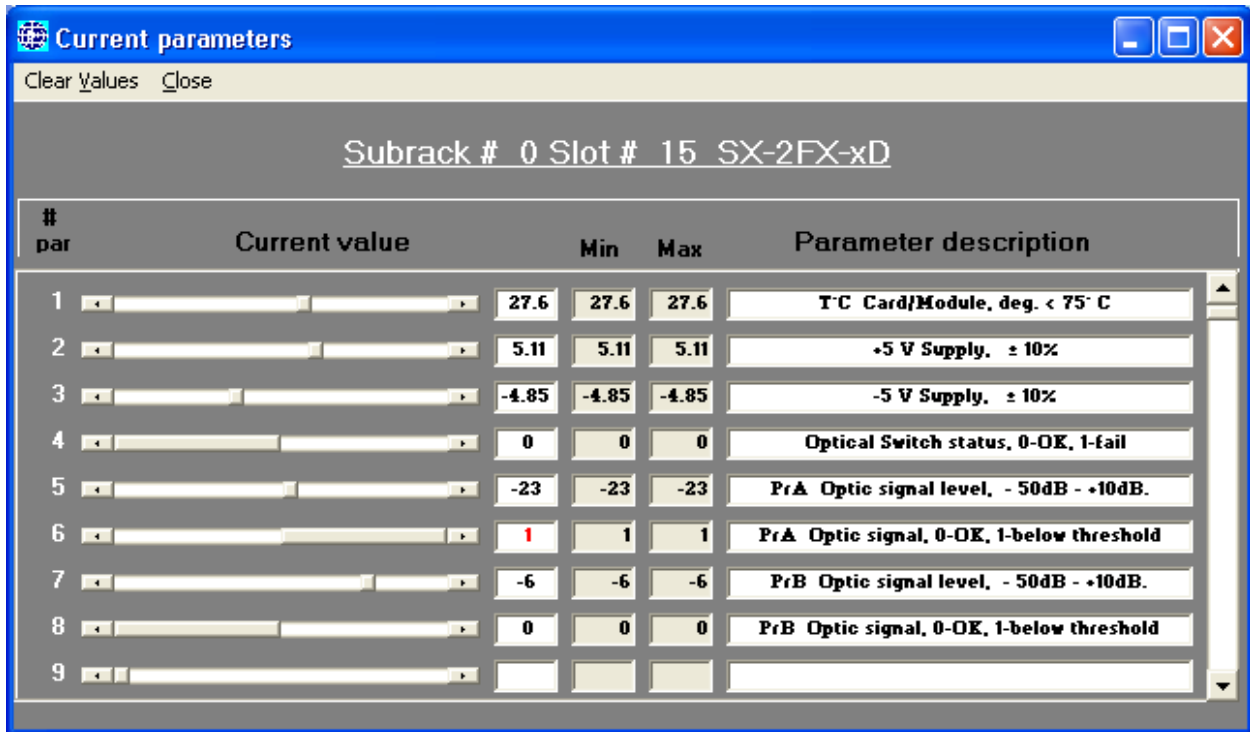 Current parameters
Clear Values Close
Subrack # 0 Slot # 15 SX-2FX-xD
# par Current value Min Max Parameter description
1 27.6 27.6 27.6 T°C Card/Module, deg. < 75° C
2 5.11 5.11 5.11 +5 V Supply, ± 10%
3 -4.85 -4.85 -4.85 -5 V Supply, ± 10%
4 0 0 0 Optical Switch status, 0-OK, 1-fail
5 -23 -23 -23 PrA Optic signal level, - 50dB - +10dB.
6 1 1 1 PrA Optic signal, 0-OK, 1-below threshold
7 -6 -6 -6 PrB Optic signal level, - 50dB - +10dB.
8 0 0 0 PrB Optic signal, 0-OK, 1-below threshold
9